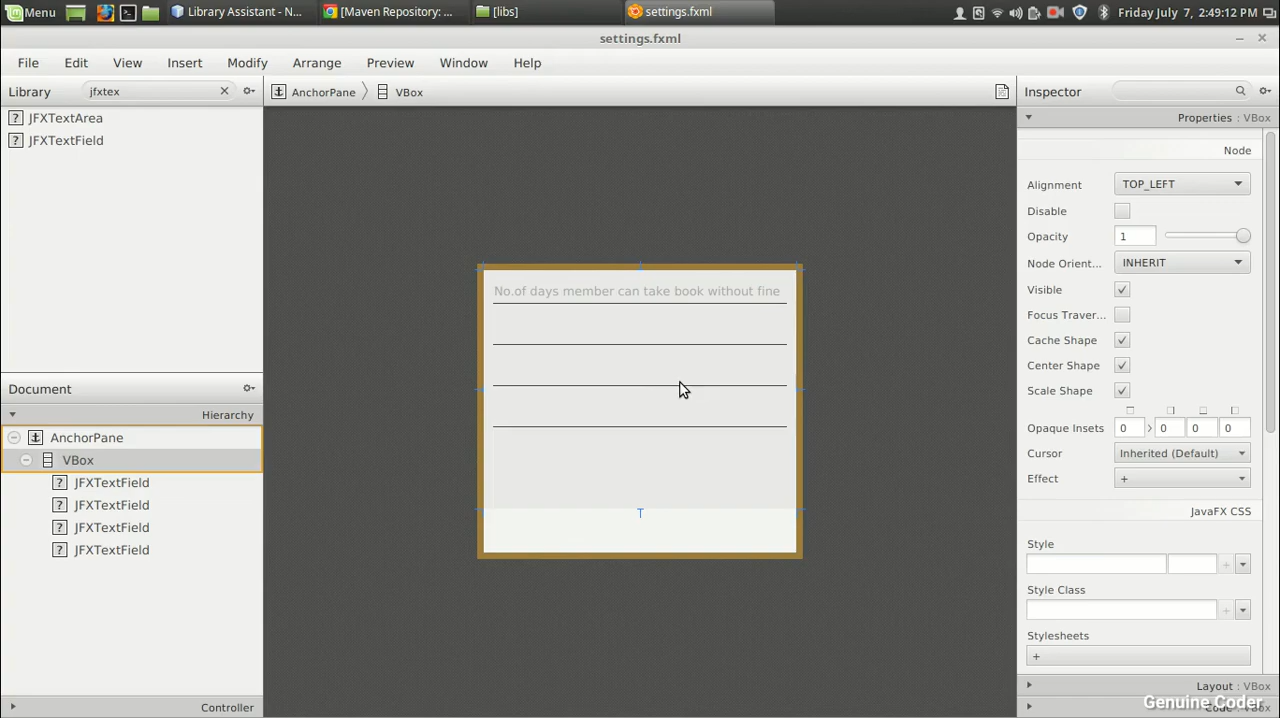 Menu
Library Assistant - N...
[Maven Repository: ...
[libs]
settings.fxml
Friday July 7, 2:49:12 PM
settings.fxml
File Edit View Insert Modify Arrange Preview Window Help
Library
jfxtex
AnchorPane
VBox
Inspector
JFXTextArea
JFXTextField
Properties : VBox
Node
Alignment
TOP_LEFT
Disable
Opacity
1
Node Orient...
INHERIT
Visible
Focus Traver...
Cache Shape
Center Shape
Scale Shape
Opaque Insets
0
0
0
0
Cursor
Inherited (Default)
Effect
+
JavaFX CSS
Style
+
Style Class
+
Stylesheets
+
Layout : VBox
Code : VBox
No.of days member can take book without fine
Document
Hierarchy
AnchorPane
VBox
JFXTextField
JFXTextField
JFXTextField
JFXTextField
Controller
Genuine Coder